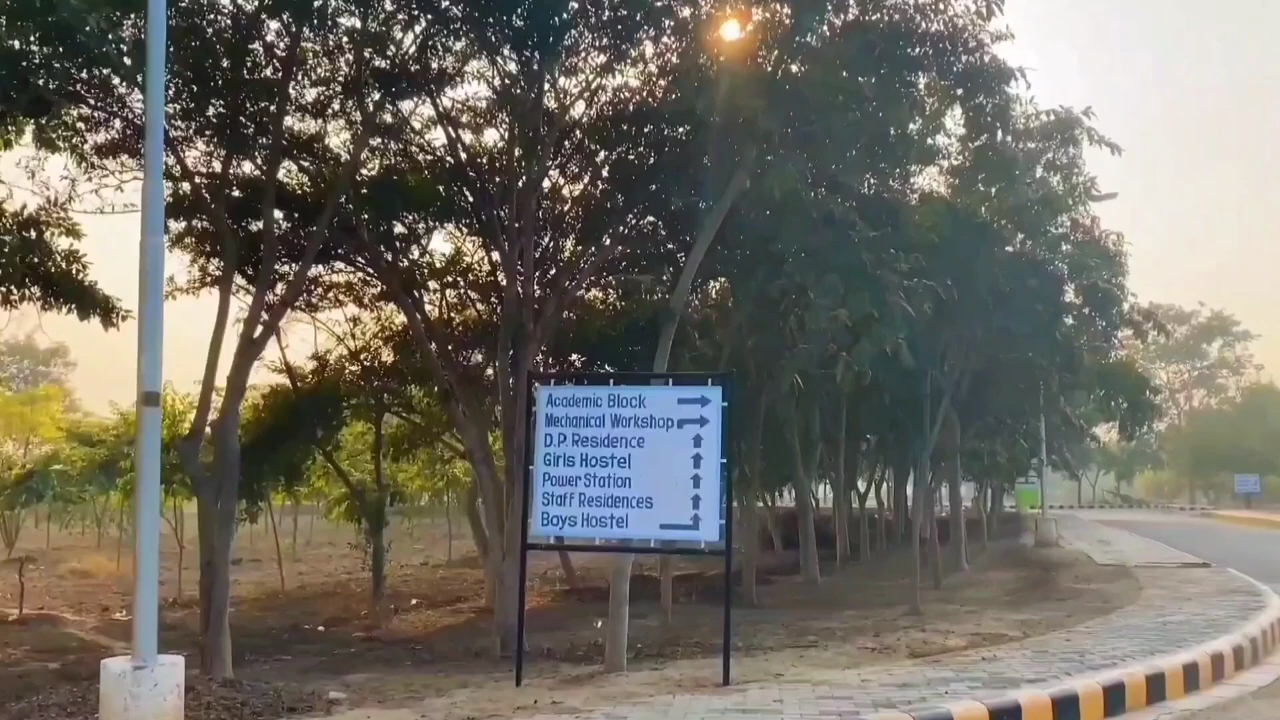 Academic Block
Mechanical Workshop
D.P. Residence
Girls Hostel
Power Station
Staff Residences
Boys Hostel